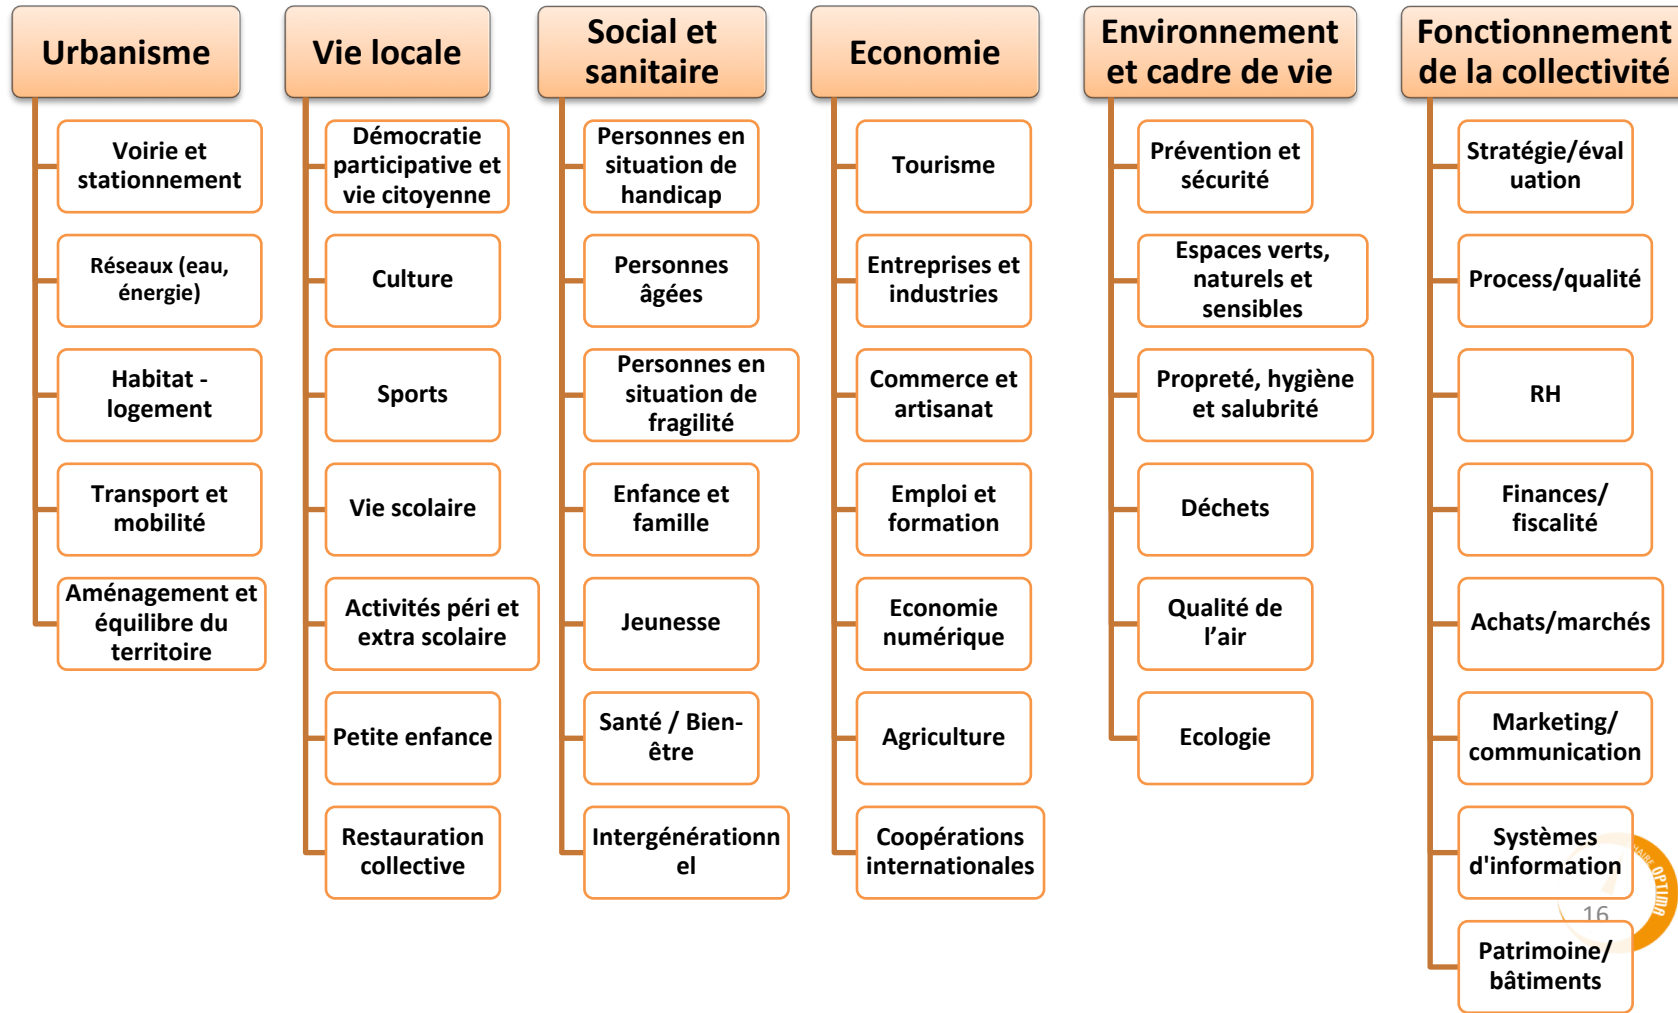 Urbanisme
Voirie et
stationnement
Réseaux (eau,
énergie)
Habitat -
logement
Transport et
mobilité
Aménagement et
équilibre du
territoire
Vie locale
Démocratie
participative et
vie citoyenne
Culture
Sports
Vie scolaire
Activités péri et
extra scolaire
Petite enfance
Restauration
collective
Social et
sanitaire
Personnes en
situation de
handicap
Personnes
âgées
Personnes en
situation de
fragilité
Enfance et
famille
Jeunesse
Santé / Bien-
être
Intergénérationn
el
Economie
Tourisme
Entreprises et
industries
Commerce et
artisanat
Emploi et
formation
Economie
numérique
Agriculture
Coopérations
internationales
Environnement
et cadre de vie
Prévention et
sécurité
Espaces verts,
naturels et
sensibles
Propreté, hygiène
et salubrité
Déchets
Qualité de
l'air
Ecologie
Fonctionnement
de la collectivité
Stratégie/éval
uation
Process/qualité
RH
Finances/
fiscalité
Achats/marchés
Marketing/
communication
Systèmes
d'information
Patrimoine/
bâtiments
OPTIMA
16